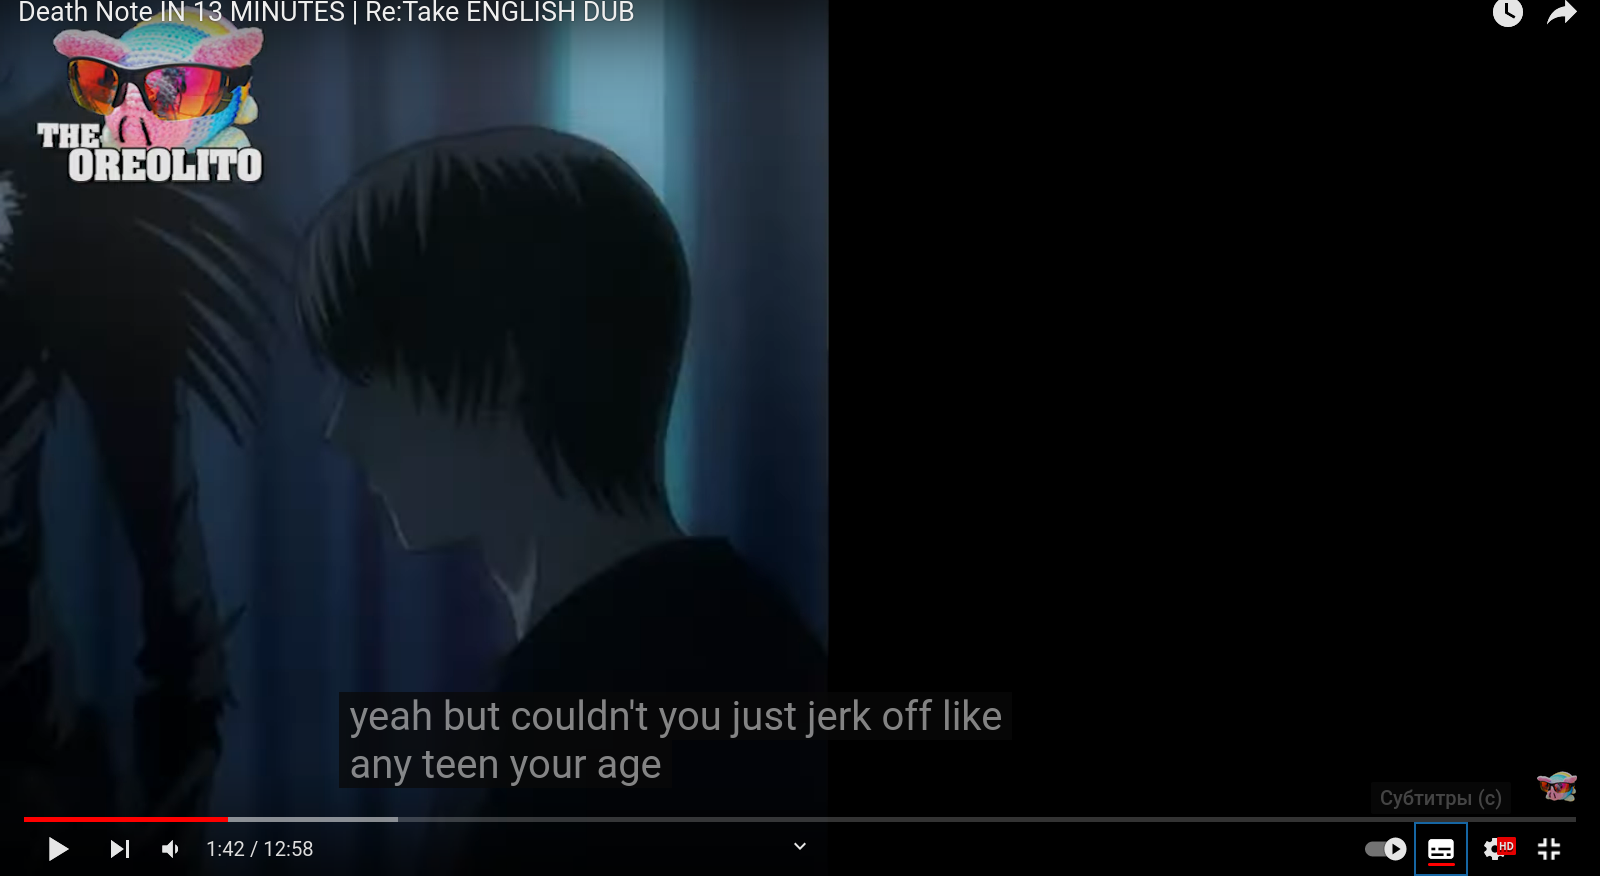 Death Note IN 13 MINUTES | Re:Take ENGLISH DUB
THE
OREOLITO
yeah but couldn't you just jerk off like
any teen your age
Субтитры (c)
1:42 / 12:58
HD